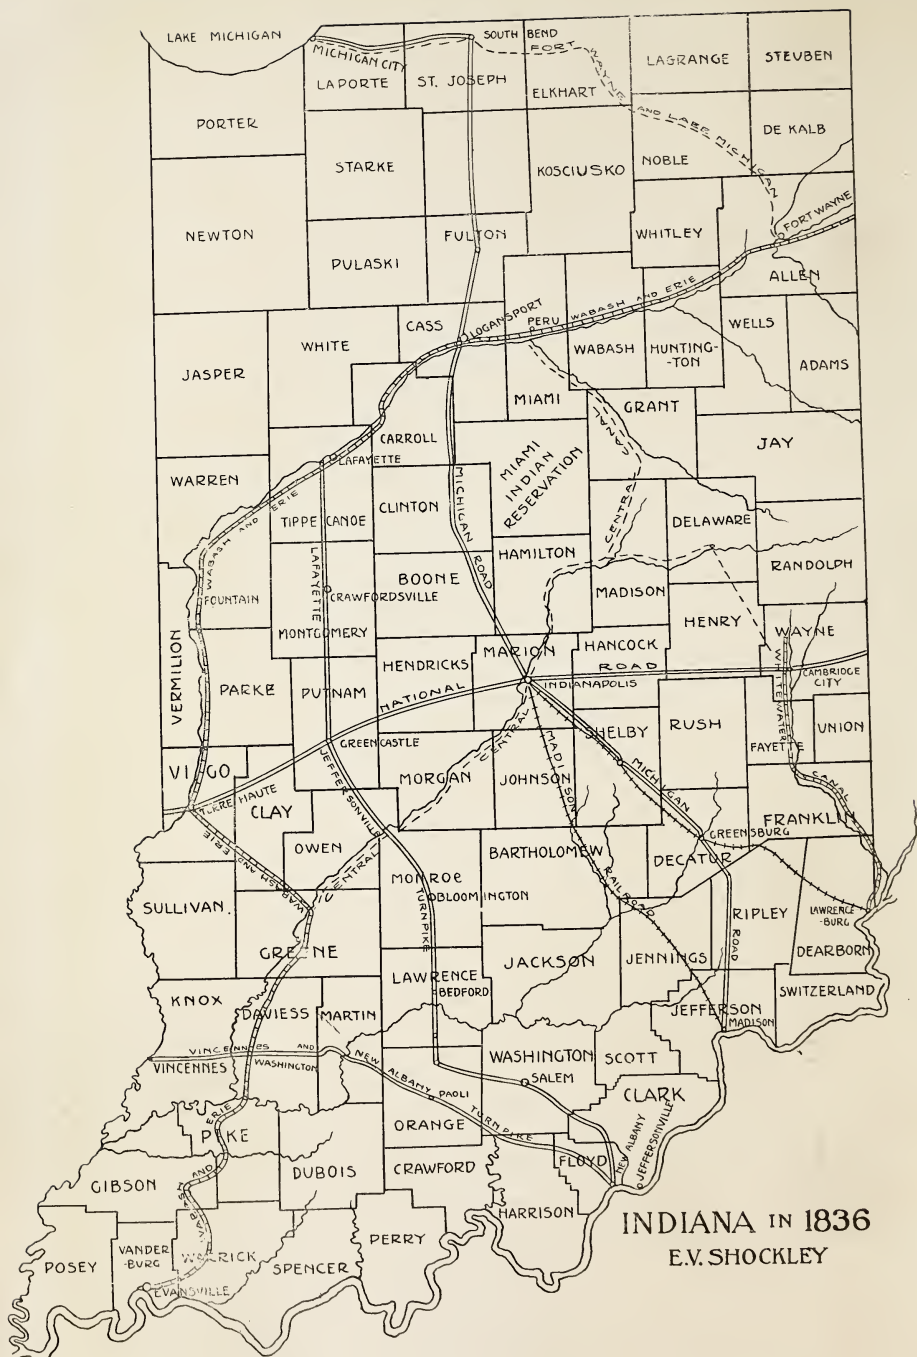 LAKE MICHIGAN
MICHIGAN CITY
SOUTH BEND
FORT WAYNE AND LAKE MICHIGAN
LAPORTE
ST. JOSEPH
ELKHART
LAGRANGE
STEUBEN
PORTER
STARKE
KOSCIUSKO
NOBLE
DE KALB
NEWTON
PULASKI
FULTON
WHITLEY
FORT WAYNE
ALLEN
CASS
LOGANSPORT
PERU
WABASH AND ERIE
WHITE
JASPER
WABASH
HUNTING-
-TON
WELLS
ADAMS
MIAMI
GRANT
CANAL
CENTRAL
CARROLL
JAY
WARREN
LAFAYETTE
MIAMI
INDIAN
RESERVATION
WABASH AND ERIE
TIPPE CANOE
CLINTON
MICHIGAN ROAD
DELAWARE
HAMILTON
RANDOLPH
FOUNTAIN
LAFAYETTE
CRAWFORDSVILLE
BOONE
MADISON
HENRY
WAYNE
MONTGOMERY
VERMILION
PARKE
PUTNAM
HENDRICKS
MARION
HANCOCK
NATIONAL ROAD
INDIANAPOLIS
CAMBRIDGE
CITY
WHITEWATER CANAL
SHELBY
RUSH
FAYETTE
UNION
VIGO
GREENCASTLE
CENTRAL
MORGAN
JOHNSON
MADISON RAILROAD
MICHIGAN ROAD
TERRE HAUTE
CLAY
JEFFERSONVILLE TURNPIKE
FRANKLIN
GREENSBURG
WABASH AND ERIE
OWEN
CENTRAL
MONROE
BLOOMINGTON
BARTHOLOMEW
DECATUR
SULLIVAN.
GREENE
RIPLEY
LAWRENCE
-BURG
DEARBORN
JACKSON
JENNINGS
LAWRENCE
BEDFORD
SWITZERLAND
KNOX
DAVIESS
MARTIN
JEFFERSON
MADISON
VINCENNES AND
VINCENNES
WASHINGTON
NEW ALBANY TURNPIKE
PAOLI
WASHINGTON
SALEM
SCOTT
CLARK
ORANGE
WABASH AND ERIE
PIKE
DUBOIS
CRAWFORD
FLOYD
NEW ALBANY
JEFFERSONVILLE
GIBSON
HARRISON
PERRY
POSEY
VANDER
-BURG
WARRICK
SPENCER
EVANSVILLE
INDIANA IN 1836
E.V. SHOCKLEY